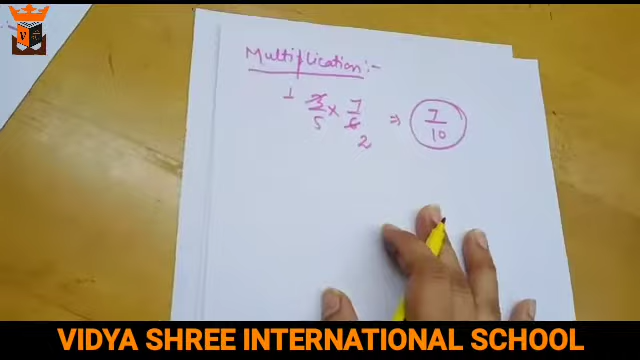 Multiplication:-
1 3/5 × 7/6 2 ⇒ 7/10
VIDYA SHREE INTERNATIONAL SCHOOL